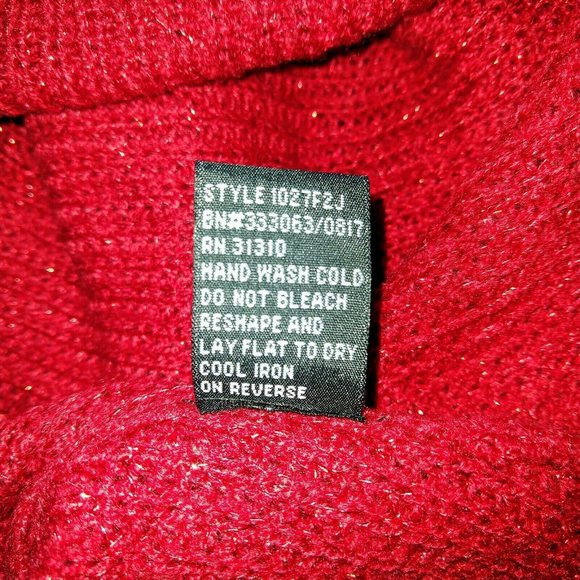 STYLE 1027F2J
BN#333063/0817
RN 31310
HAND WASH COLD
DO NOT BLEACH
RESHAPE AND
LAY FLAT TO DRY
COOL IRON
ON REVERSE